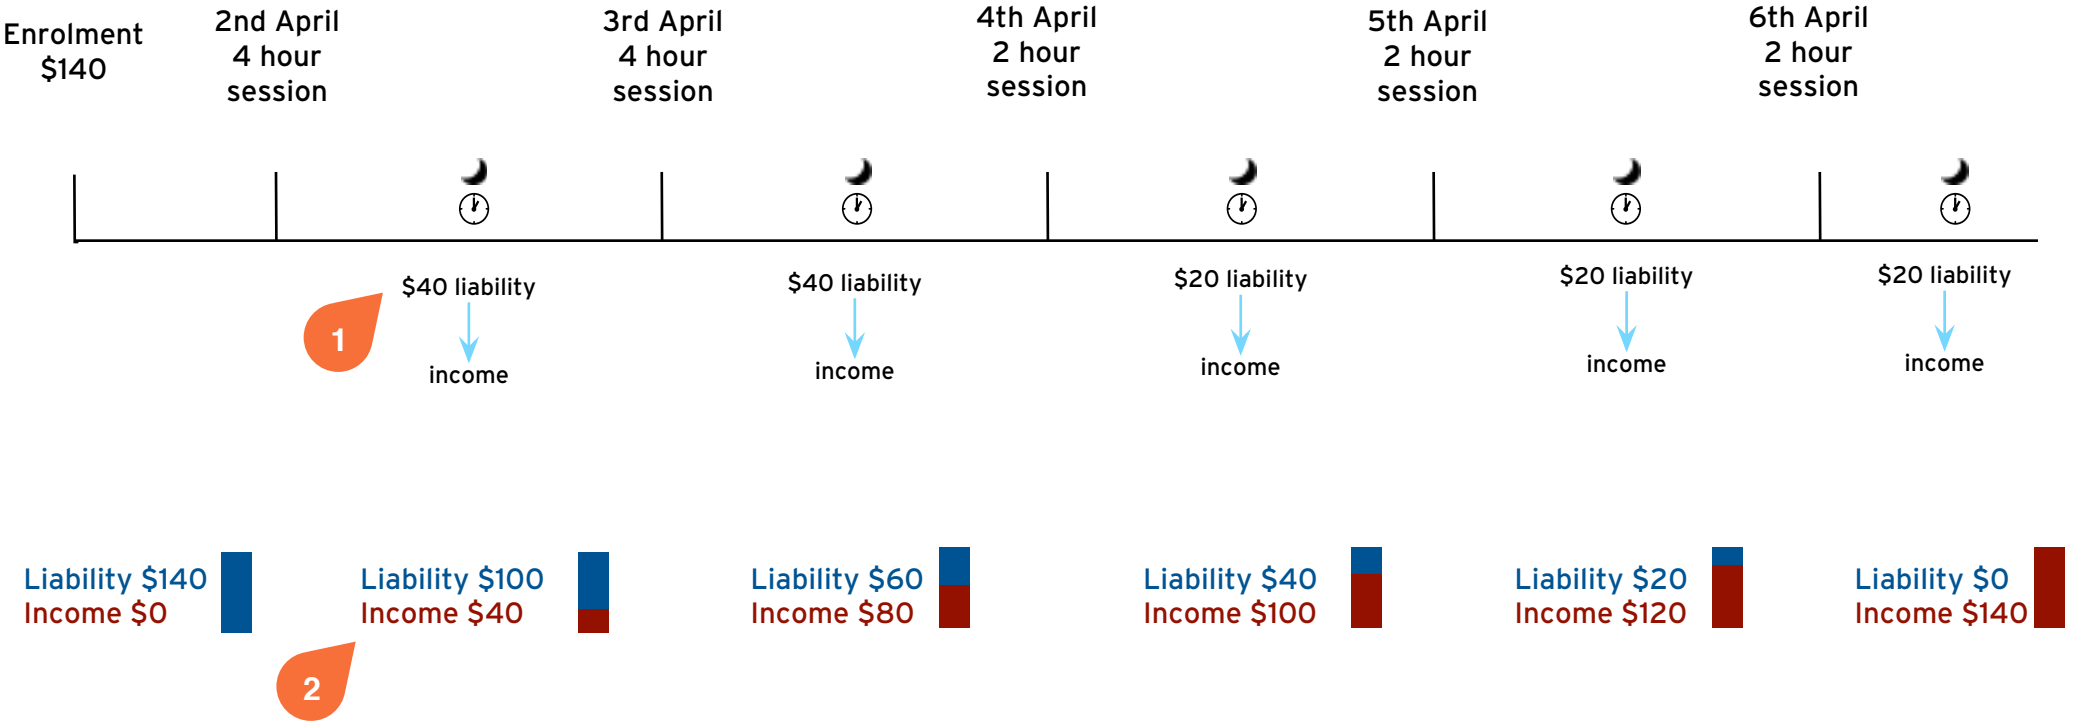 Enrolment
$140
2nd April
4 hour
session
3rd April
4 hour
session
4th April
2 hour
session
5th April
2 hour
session
6th April
2 hour
session
$40 liability
income
$40 liability
income
$20 liability
income
$20 liability
income
$20 liability
income
1
Liability $140
Income $0
Liability $100
Income $40
Liability $60
Income $80
Liability $40
Income $100
Liability $20
Income $120
Liability $0
Income $140
2